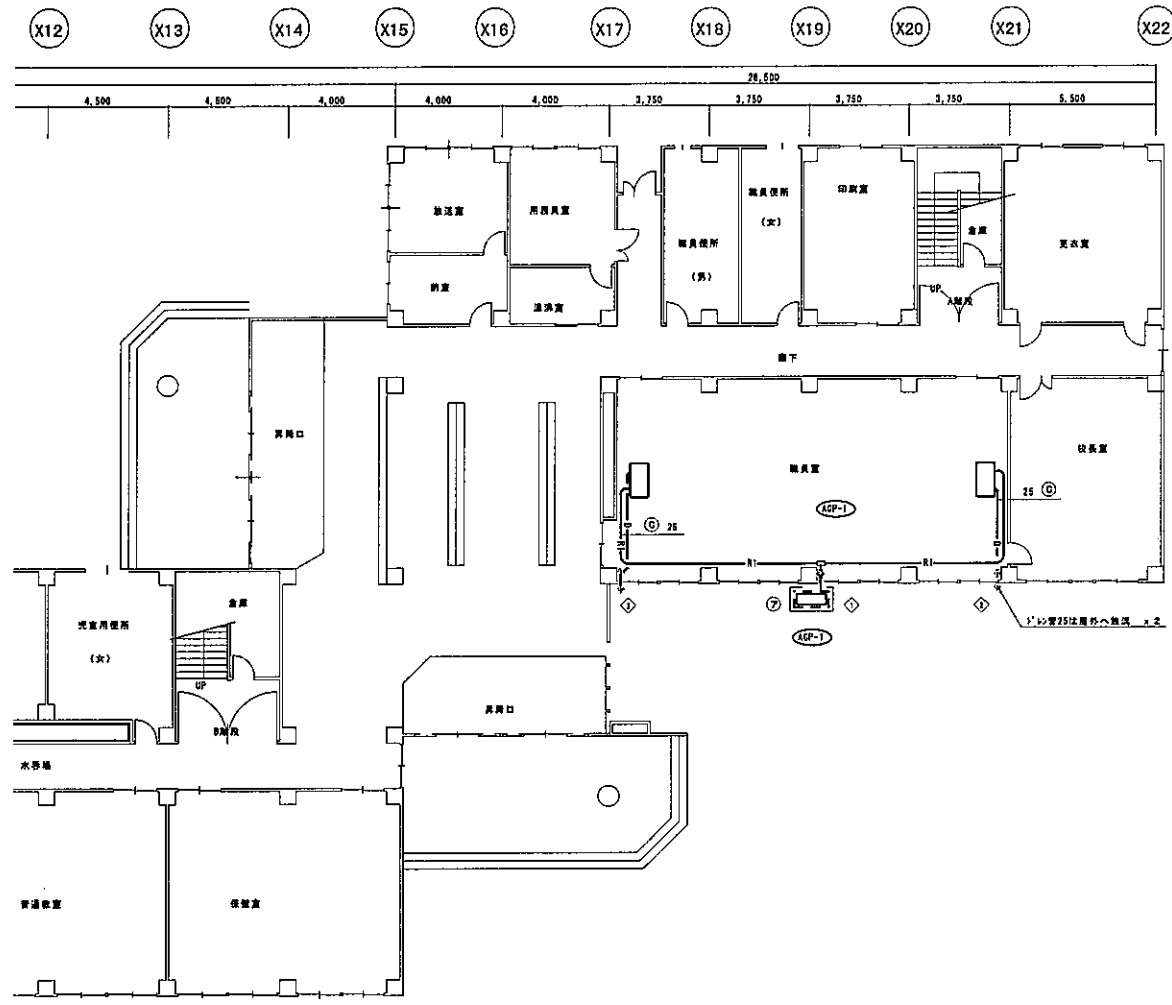 X12 X13 X14 X15 X16 X17 X18 X19 X20 X21 X22
28,500
4,500 4,500 4,000 4,000 4,000 3,750 3,750 3,750 3,750 5,500
放送室
用務員室
職員便所
(男)
職員便所
(女)
印刷室
倉庫
更衣室
前室
湯沸室
UP
A階段
廊下
昇降口
職員室
校長室
25 G
ACP-1
G 25
R1
D
R1
R1
D
2
ア
1
2
ACP-1
ドレン管25は屋外へ放流 x 2
児童用便所
(女)
倉庫
UP
B階段
昇降口
水呑場
普通教室
保健室